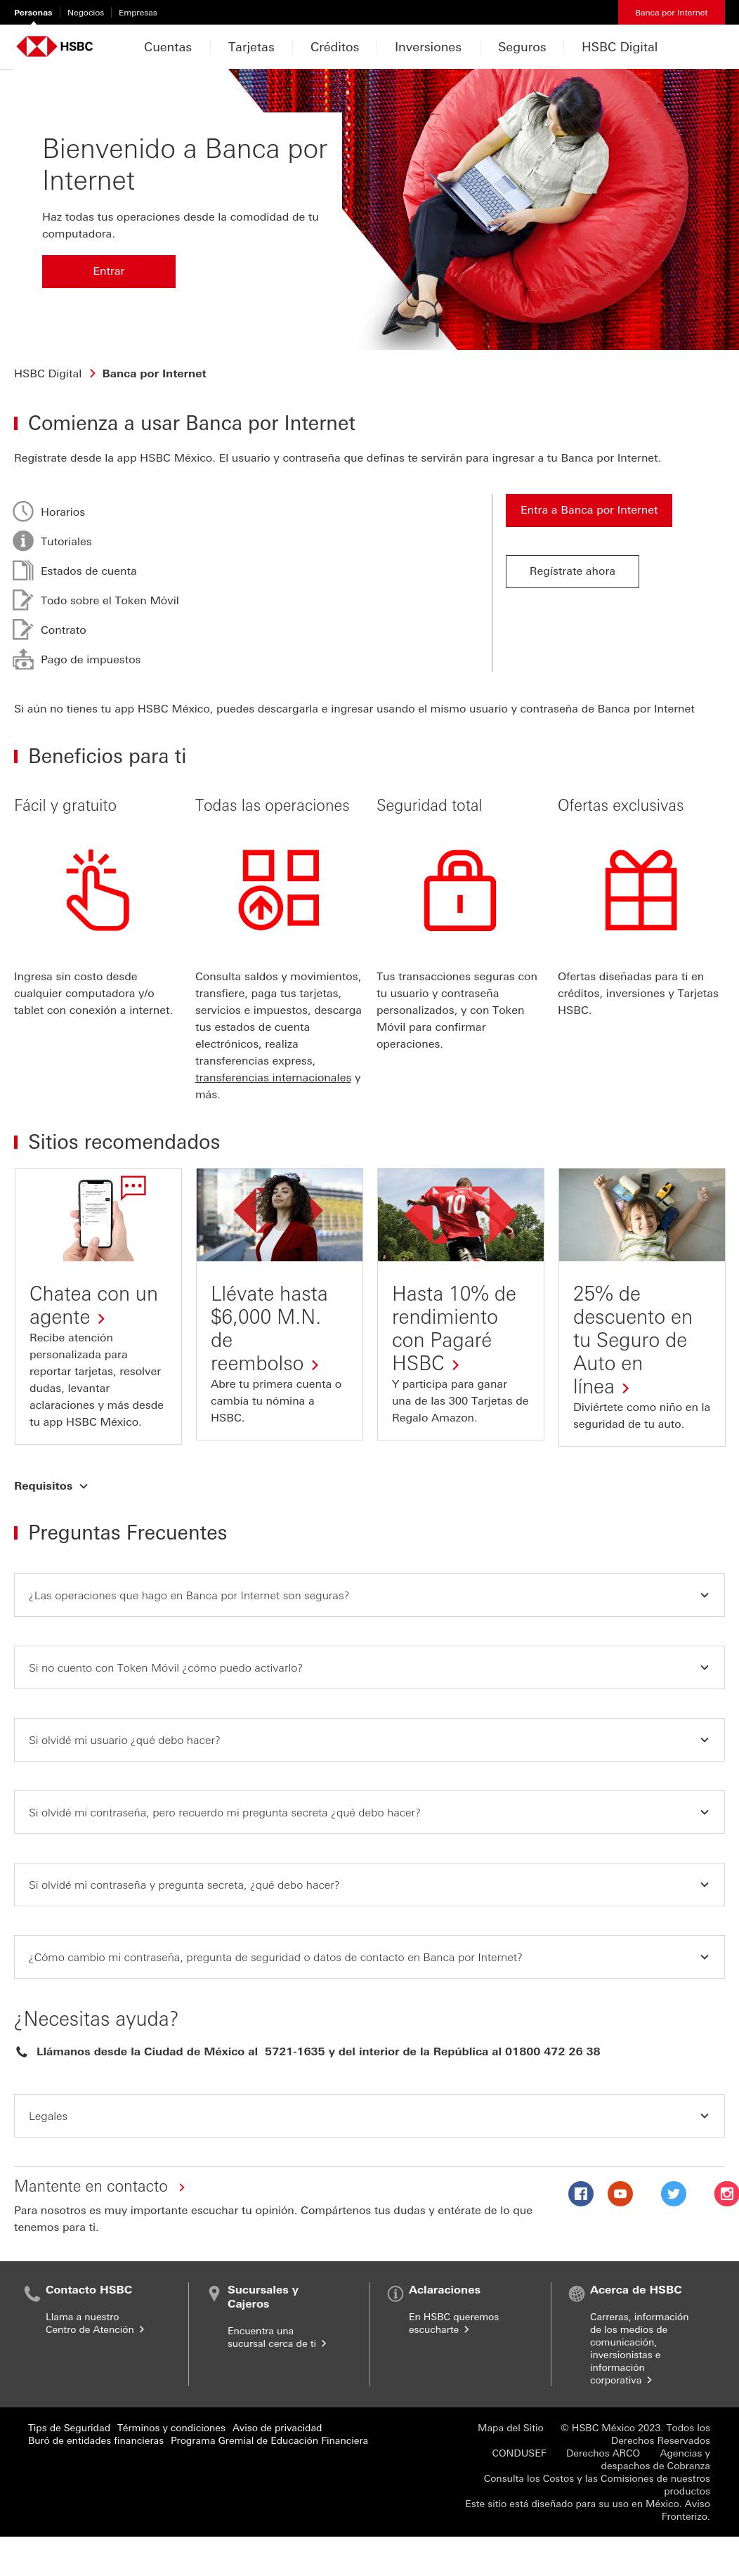 Personas
Negocios
Empresas
Banca por Internet
HSBC
Cuentas
Tarjetas
Créditos
Inversiones
Seguros
HSBC Digital
Bienvenido a Banca por
Internet
Haz todas tus operaciones desde la comodidad de tu
computadora.
Entrar
HSBC Digital
Banca por Internet
Comienza a usar Banca por Internet
Regístrate desde la app HSBC México. El usuario y contraseña que definas te servirán para ingresar a tu Banca por Internet.
Horarios
Tutoriales
Estados de cuenta
Todo sobre el Token Móvil
Contrato
Pago de impuestos
Entra a Banca por Internet
Regístrate ahora
Si aún no tienes tu app HSBC México, puedes descargarla e ingresar usando el mismo usuario y contraseña de Banca por Internet
Beneficios para ti
Fácil y gratuito
Ingresa sin costo desde
cualquier computadora y/o
tablet con conexión a internet.
Todas las operaciones
Consulta saldos y movimientos,
transfiere, paga tus tarjetas,
servicios e impuestos, descarga
tus estados de cuenta
electrónicos, realiza
transferencias express,
transferencias internacionales y
más.
Seguridad total
Tus transacciones seguras con
tu usuario y contraseña
personalizados, y con Token
Móvil para confirmar
operaciones.
Ofertas exclusivas
Ofertas diseñadas para ti en
créditos, inversiones y Tarjetas
HSBC.
Sitios recomendados
Chatea con un
agente
Recibe atención
personalizada para
reportar tarjetas, resolver
dudas, levantar
aclaraciones y más desde
tu app HSBC México.
Llévate hasta
$6,000 M.N.
de
reembolso
Abre tu primera cuenta o
cambia tu nómina a
HSBC.
10
Hasta 10% de
rendimiento
con Pagaré
HSBC
Y participa para ganar
una de las 300 Tarjetas de
Regalo Amazon.
25% de
descuento en
tu Seguro de
Auto en
línea
Diviértete como niño en la
seguridad de tu auto.
Requisitos
Preguntas Frecuentes
¿Las operaciones que hago en Banca por Internet son seguras?
Si no cuento con Token Móvil ¿cómo puedo activarlo?
Si olvidé mi usuario ¿qué debo hacer?
Si olvidé mi contraseña, pero recuerdo mi pregunta secreta ¿qué debo hacer?
Si olvidé mi contraseña y pregunta secreta, ¿qué debo hacer?
¿Cómo cambio mi contraseña, pregunta de seguridad o datos de contacto en Banca por Internet?
¿Necesitas ayuda?
Llámanos desde la Ciudad de México al  5721-1635 y del interior de la República al 01800 472 26 38
Legales
Mantente en contacto
Para nosotros es muy importante escuchar tu opinión. Compártenos tus dudas y entérate de lo que
tenemos para ti.
Contacto HSBC
Llama a nuestro
Centro de Atención
Sucursales y
Cajeros
Encuentra una
sucursal cerca de ti
Aclaraciones
En HSBC queremos
escucharte
Acerca de HSBC
Carreras, información
de los medios de
comunicación,
inversionistas e
información
corporativa
Tips de Seguridad  Términos y condiciones  Aviso de privacidad
Buró de entidades financieras  Programa Gremial de Educación Financiera
Mapa del Sitio  © HSBC México 2023. Todos los
Derechos Reservados
CONDUSEF  Derechos ARCO  Agencias y
despachos de Cobranza
Consulta los Costos y las Comisiones de nuestros
productos
Este sitio está diseñado para su uso en México. Aviso
Fronterizo.